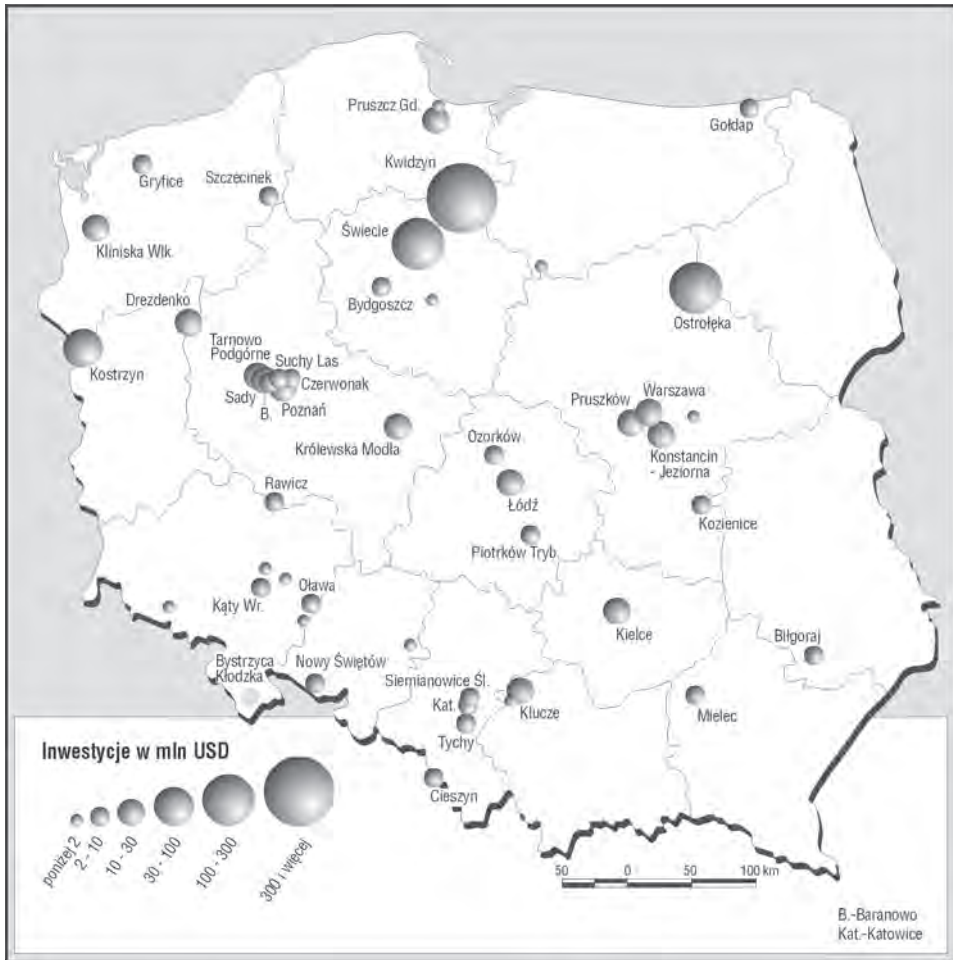 Pruszcz Gd.
Gołdap
Kwidzyn
Gryfice
Szczecinek
Świecie
Kliniska Wlk.
Bydgoszcz
Drezdenko
Ostrołęka
Tarnowo
Podgórne
Suchy Las
Kostrzyn
Czerwonak
Sady
B.
Poznań
Pruszków
Warszawa
Królewska Modła
Ozorków
Konstancin
- Jeziorna
Rawicz
Łódź
Kozienice
Piotrków Tryb.
Oława
Kąty Wr.
Kielce
Biłgoraj
Bystrzyca
Kłodzka
Nowy Świętów
Siemianowice Śl.
Kat.
Klucze
Mielec
Tychy
Cieszyn
Inwestycje w mln USD
poniżej 2
2 - 10
10 - 30
30 - 100
100 - 300
300 i więcej
50 0 50 100 km
B.-Baranowo
Kat.-Katowice